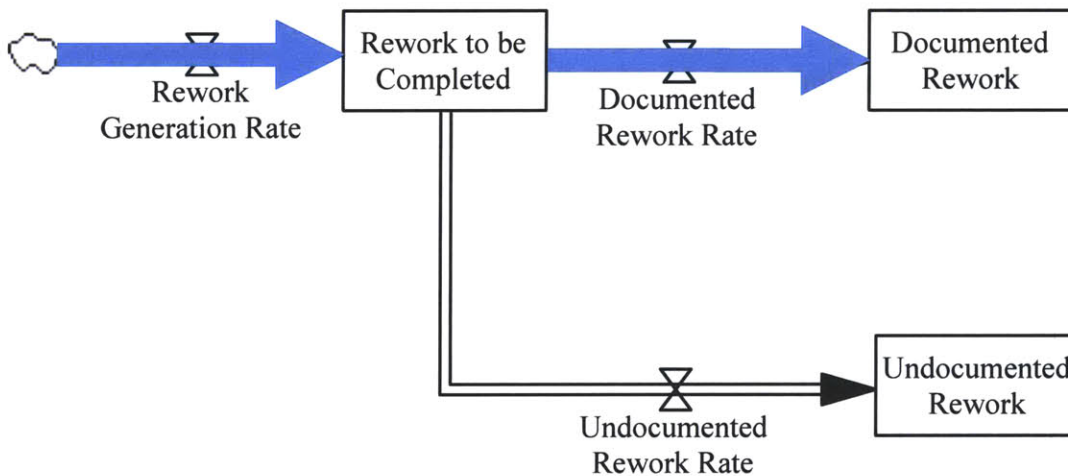 Rework to be
Completed
Documented
Rework
Rework
Generation Rate
Documented
Rework Rate
Undocumented
Rework
Undocumented
Rework Rate